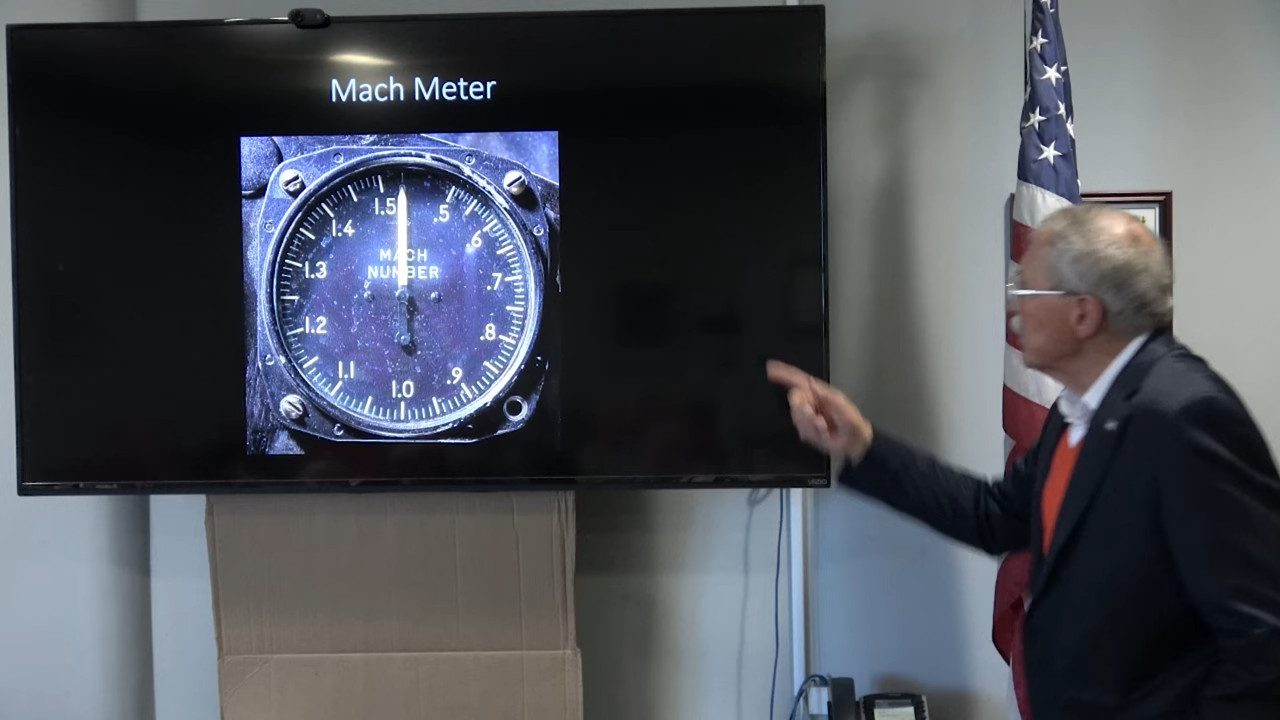 Mach Meter
1.5 .5
1.4 .6
MACH
NUMBER
1.3 .7
1.2 .8
1.1 .9
1.0
VIZIO